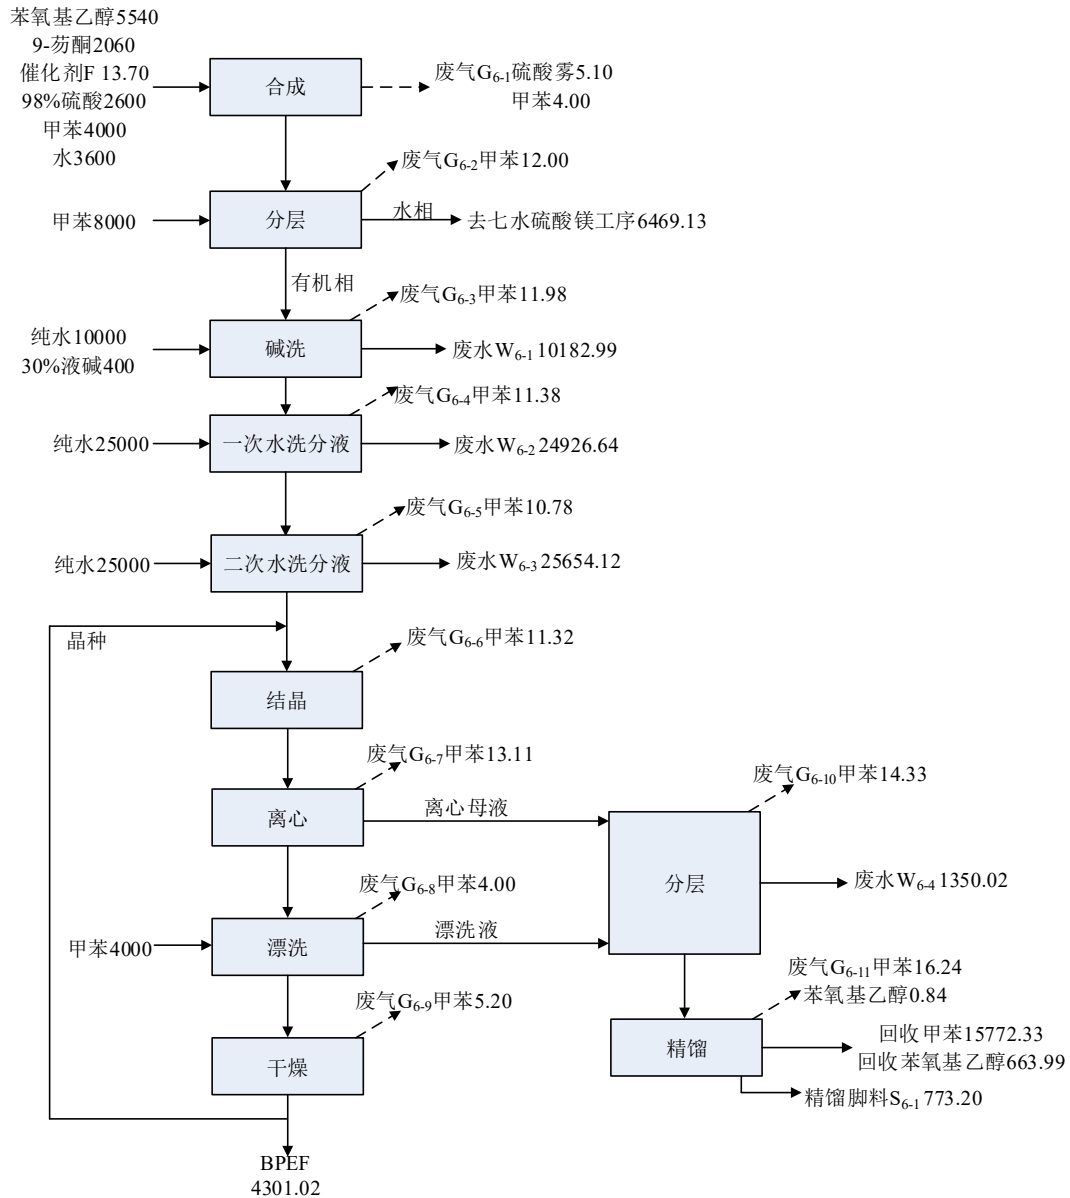 苯氧基乙醇5540
9-芴酮2060
催化剂F 13.70
98%硫酸2600
甲苯4000
水3600
合成
废气G6-1硫酸雾5.10
甲苯4.00
废气G6-2甲苯12.00
甲苯8000
分层
水相
去七水硫酸镁工序6469.13
有机相
废气G6-3甲苯11.98
纯水10000
30%液碱400
碱洗
废水W6-1 10182.99
废气G6-4甲苯11.38
纯水25000
一次水洗分液
废水W6-2 24926.64
废气G6-5甲苯10.78
纯水25000
二次水洗分液
废水W6-3 25654.12
晶种
废气G6-6甲苯11.32
结晶
废气G6-7甲苯13.11
离心
离心母液
废气G6-10甲苯14.33
分层
废水W6-4 1350.02
废气G6-8甲苯4.00
甲苯4000
漂洗
漂洗液
废气G6-9甲苯5.20
干燥
废气G6-11甲苯16.24
苯氧基乙醇0.84
精馏
回收甲苯15772.33
回收苯氧基乙醇663.99
精馏脚料S6-1 773.20
BPEF
4301.02